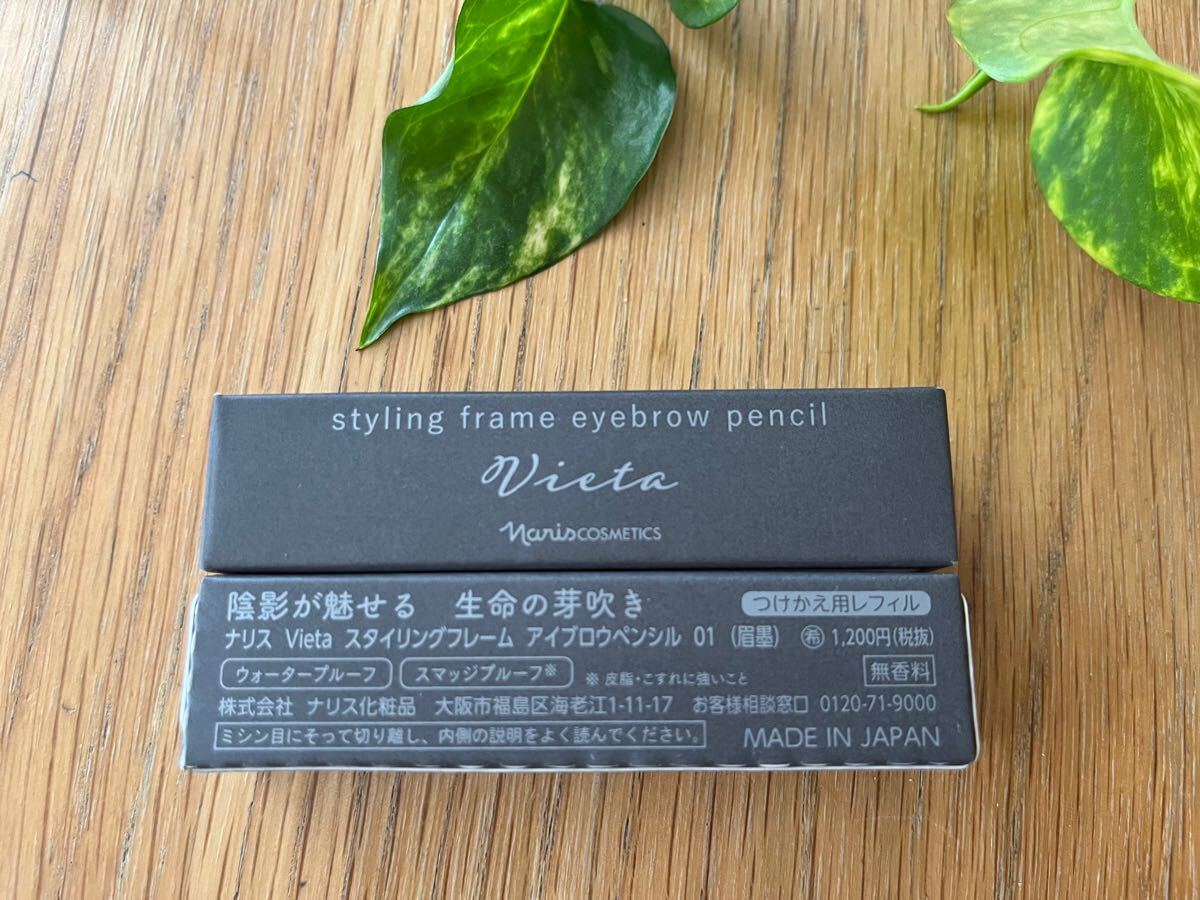 styling frame eyebrow pencil
Vieta
narisCOSMETICS
陰影が魅せる 生命の芽吹き つけかえ用レフィル
ナリス Vieta スタイリングフレーム アイブロウペンシル 01 (眉墨) ㊒希 1,200円(税抜)
ウォータープルーフ スマッジプルーフ※ ※ 皮脂・こすれに強いこと 無香料
株式会社 ナリス化粧品 大阪市福島区海老江1-11-17 お客様相談窓口 0120-71-9000
ミシン目にそって切り離し、内側の説明をよく読んでください。 MADE IN JAPAN